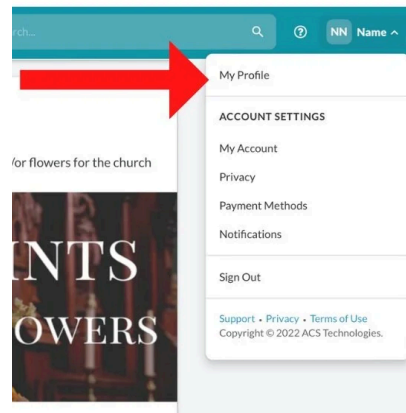 rch...
NN Name
My Profile
ACCOUNT SETTINGS
/or flowers for the church
My Account
Privacy
Payment Methods
Notifications
INTS
Sign Out
OWERS
Support • Privacy • Terms of Use
Copyright © 2022 ACS Technologies.